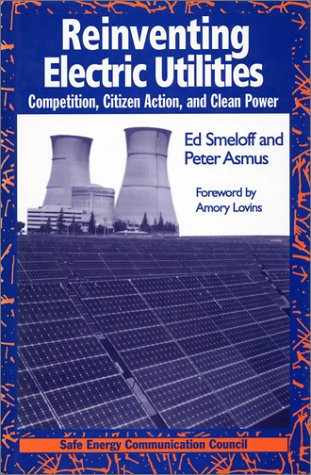 Reinventing
Electric Utilities
Competition, Citizen Action, and Clean Power
Ed Smeloff and
Peter Asmus
Foreword by
Amory Lovins
Safe Energy Communication Council